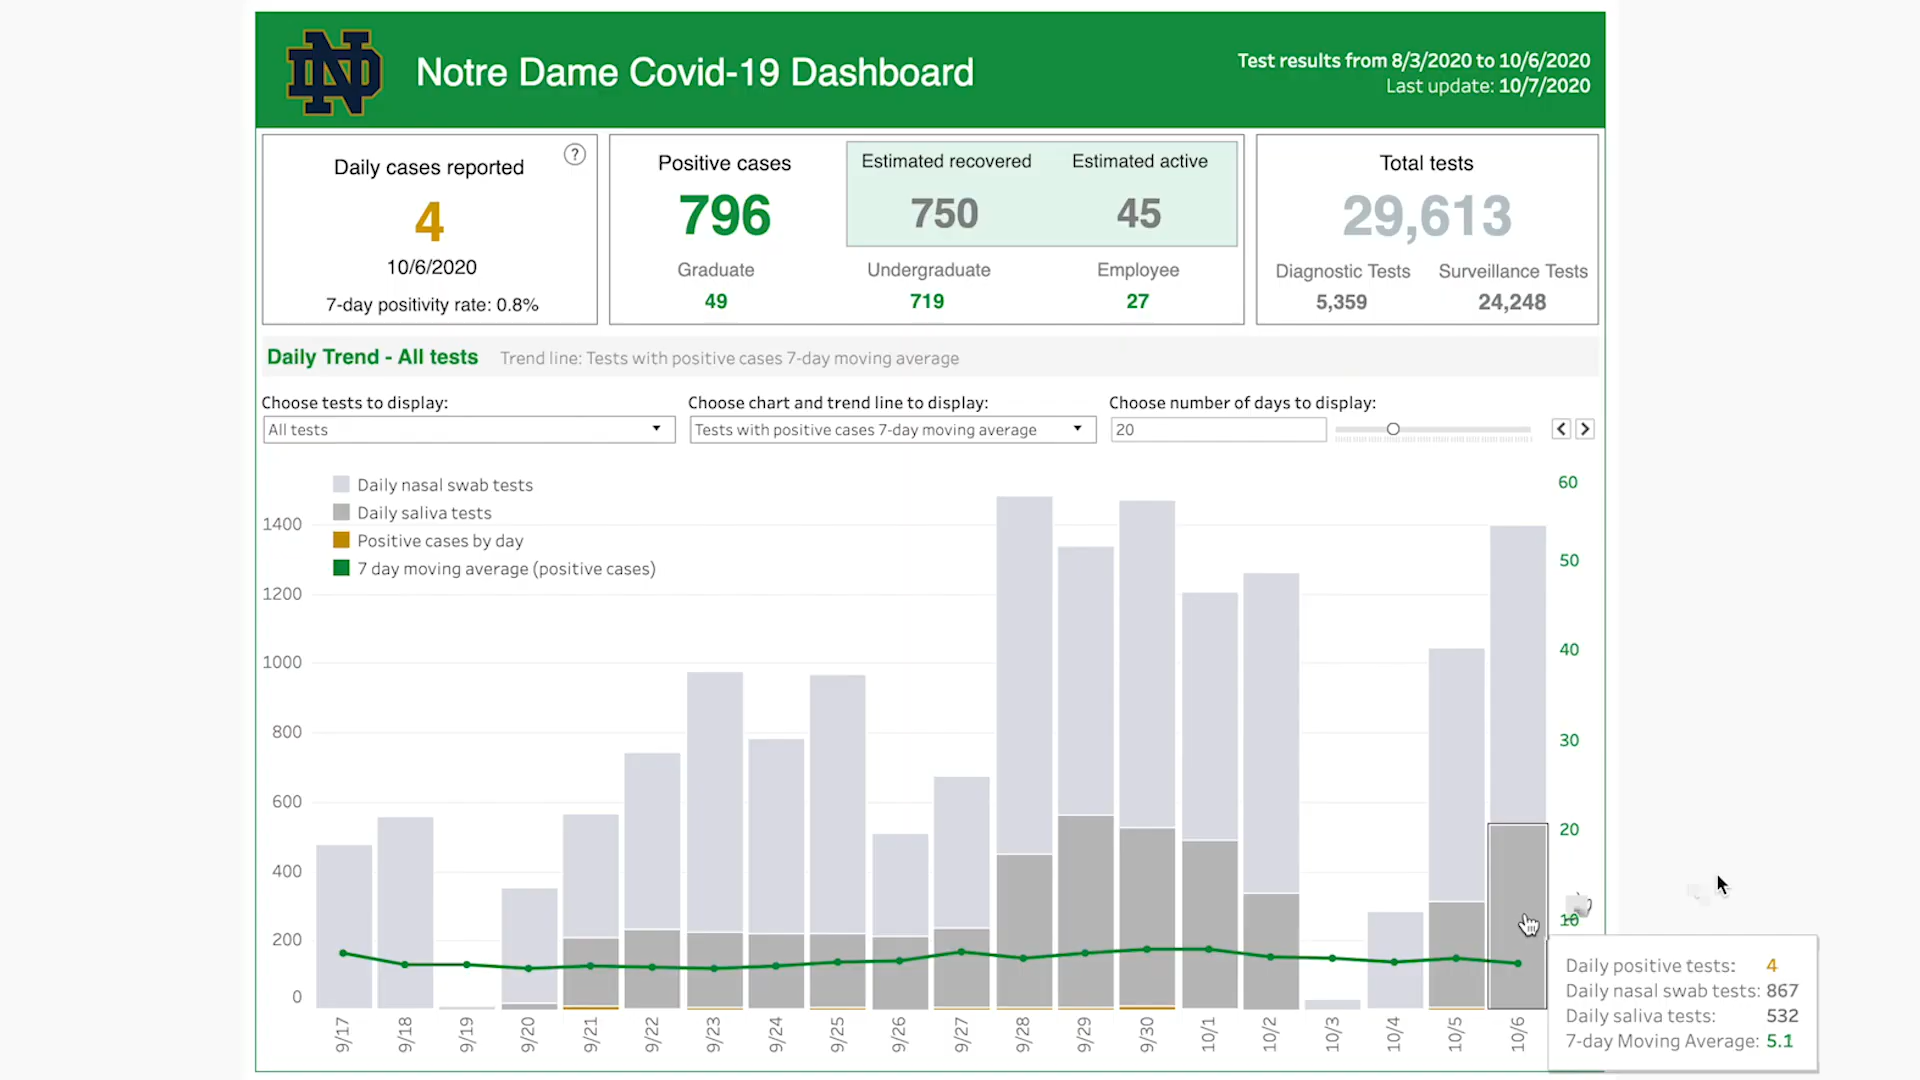 ND
Notre Dame Covid-19 Dashboard
Test results from 8/3/2020 to 10/6/2020
Last update: 10/7/2020
Daily cases reported
?
4
10/6/2020
7-day positivity rate: 0.8%
Positive cases
796
Estimated recovered
750
Estimated active
45
Graduate
49
Undergraduate
719
Employee
27
Total tests
29,613
Diagnostic Tests
5,359
Surveillance Tests
24,248
Daily Trend - All tests
Trend line: Tests with positive cases 7-day moving average
Choose tests to display:
All tests
Choose chart and trend line to display:
Tests with positive cases 7-day moving average
Choose number of days to display:
20
Daily nasal swab tests
Daily saliva tests
Positive cases by day
7 day moving average (positive cases)
1400
1200
1000
800
600
400
200
0
60
50
40
30
20
10
9/17
9/18
9/19
9/20
9/21
9/22
9/23
9/24
9/25
9/26
9/27
9/28
9/29
9/30
10/1
10/2
10/3
10/4
10/5
10/6
Daily positive tests: 4
Daily nasal swab tests: 867
Daily saliva tests: 532
7-day Moving Average: 5.1